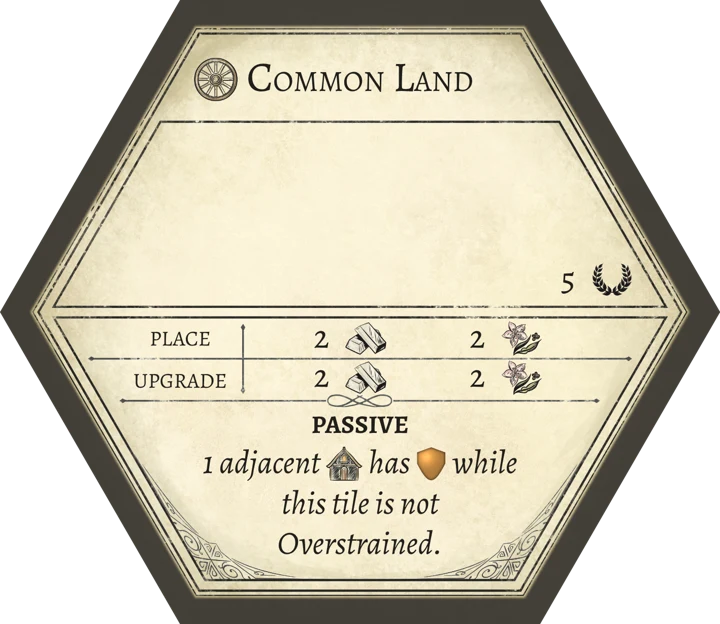 COMMON LAND
5
PLACE 2 2
UPGRADE 2 2
PASSIVE
1 adjacent has while
this tile is not
Overstrained.